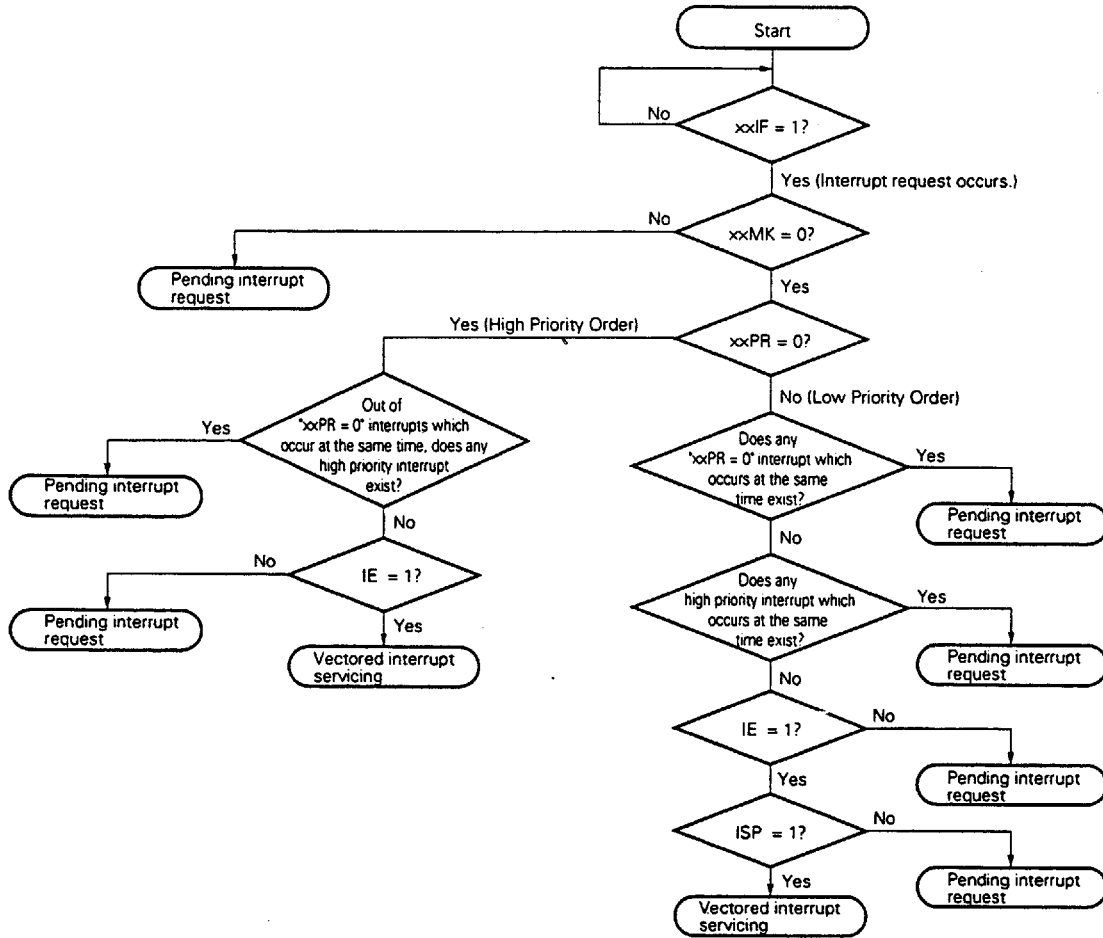 Start
No
xxIF = 1?
Yes (Interrupt request occurs.)
No
xxMK = 0?
Pending interrupt
request
Yes
Yes (High Priority Order)
xxPR = 0?
No (Low Priority Order)
Out of
"xxPR = 0" interrupts which
occur at the same time, does any
high priority interrupt
exist?
Yes
Pending interrupt
request
No
Does any
"xxPR = 0" interrupt which
occurs at the same
time exist?
Yes
Pending interrupt
request
No
IE = 1?
No
Pending interrupt
request
Yes
Vectored interrupt
servicing
Does any
high priority interrupt which
occurs at the same
time exist?
Yes
Pending interrupt
request
No
IE = 1?
No
Pending interrupt
request
Yes
ISP = 1?
No
Pending interrupt
request
Yes
Vectored interrupt
servicing